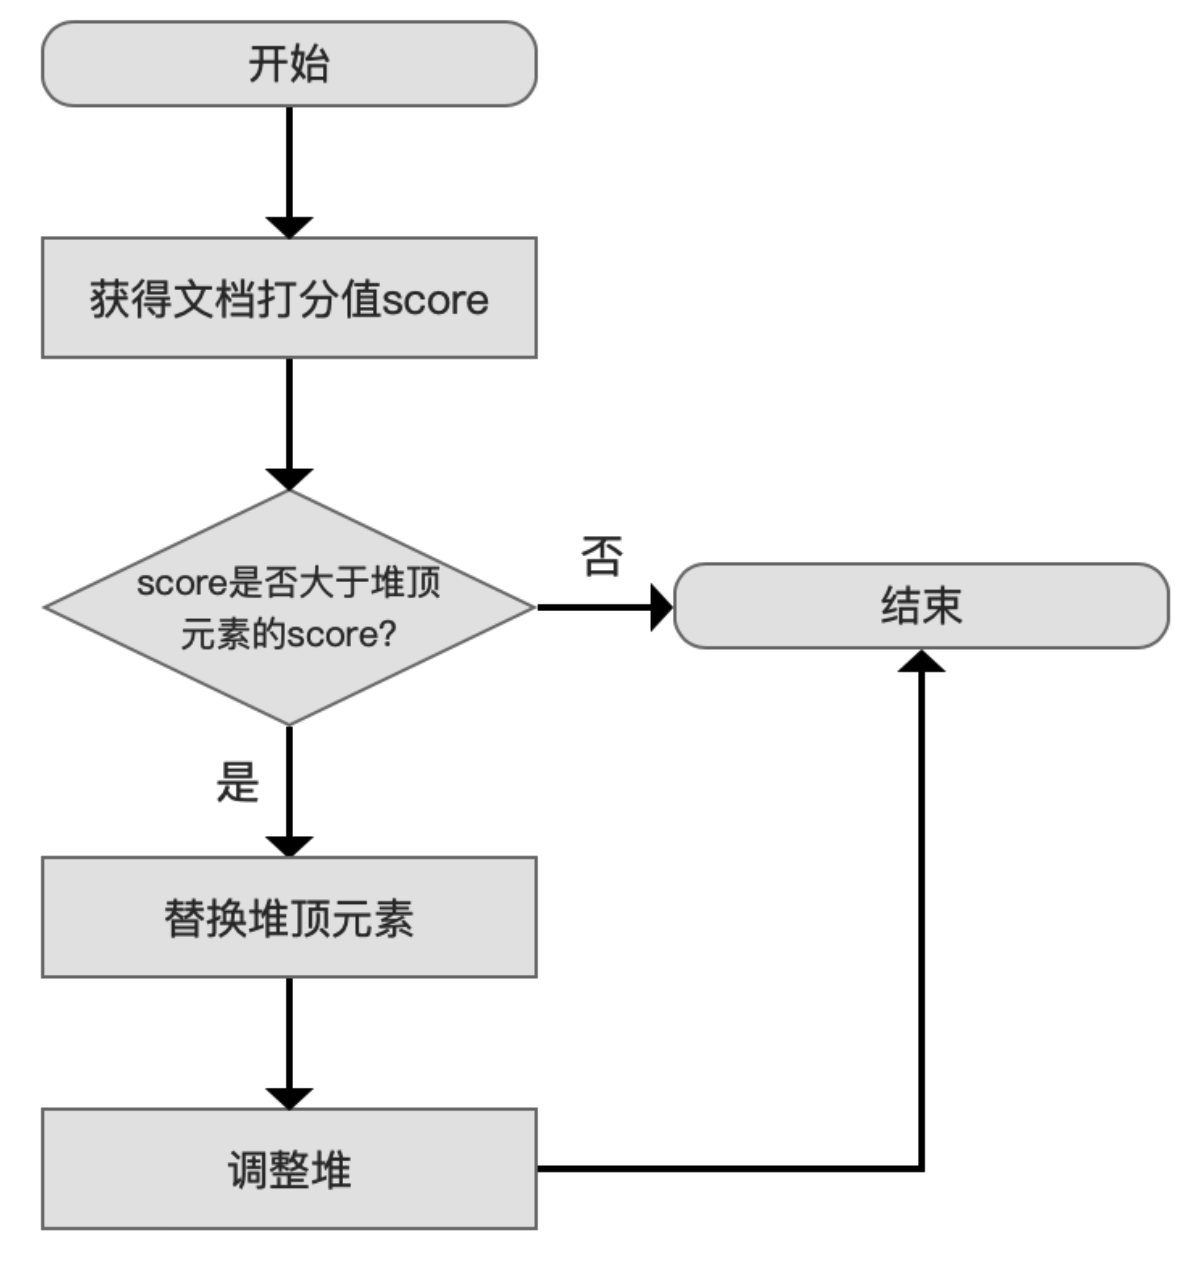 开始
获得文档打分值score
score是否大于堆顶
元素的score?
否
结束
是
替换堆顶元素
调整堆